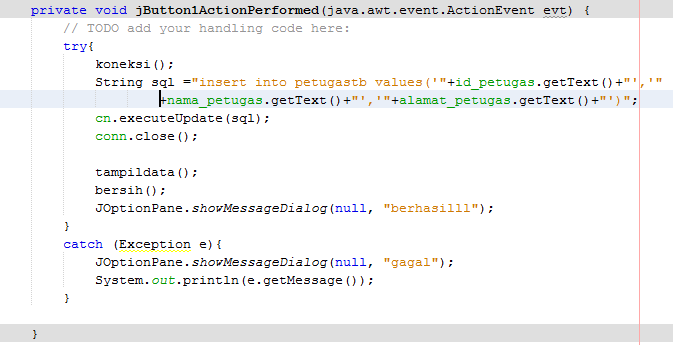 private void jButton1ActionPerformed(java.awt.event.ActionEvent evt) {
// TODO add your handling code here:
try{
koneksi();
String sql ="insert into petugastb values('"+id_petugas.getText()+"','"
+nama_petugas.getText()+"','"+alamat_petugas.getText()+"')";
cn.executeUpdate(sql);
conn.close();
tampildata();
bersih();
JOptionPane.showMessageDialog(null, "berhasilll");
}
catch (Exception e){
JOptionPane.showMessageDialog(null, "gagal");
System.out.println(e.getMessage());
}
}